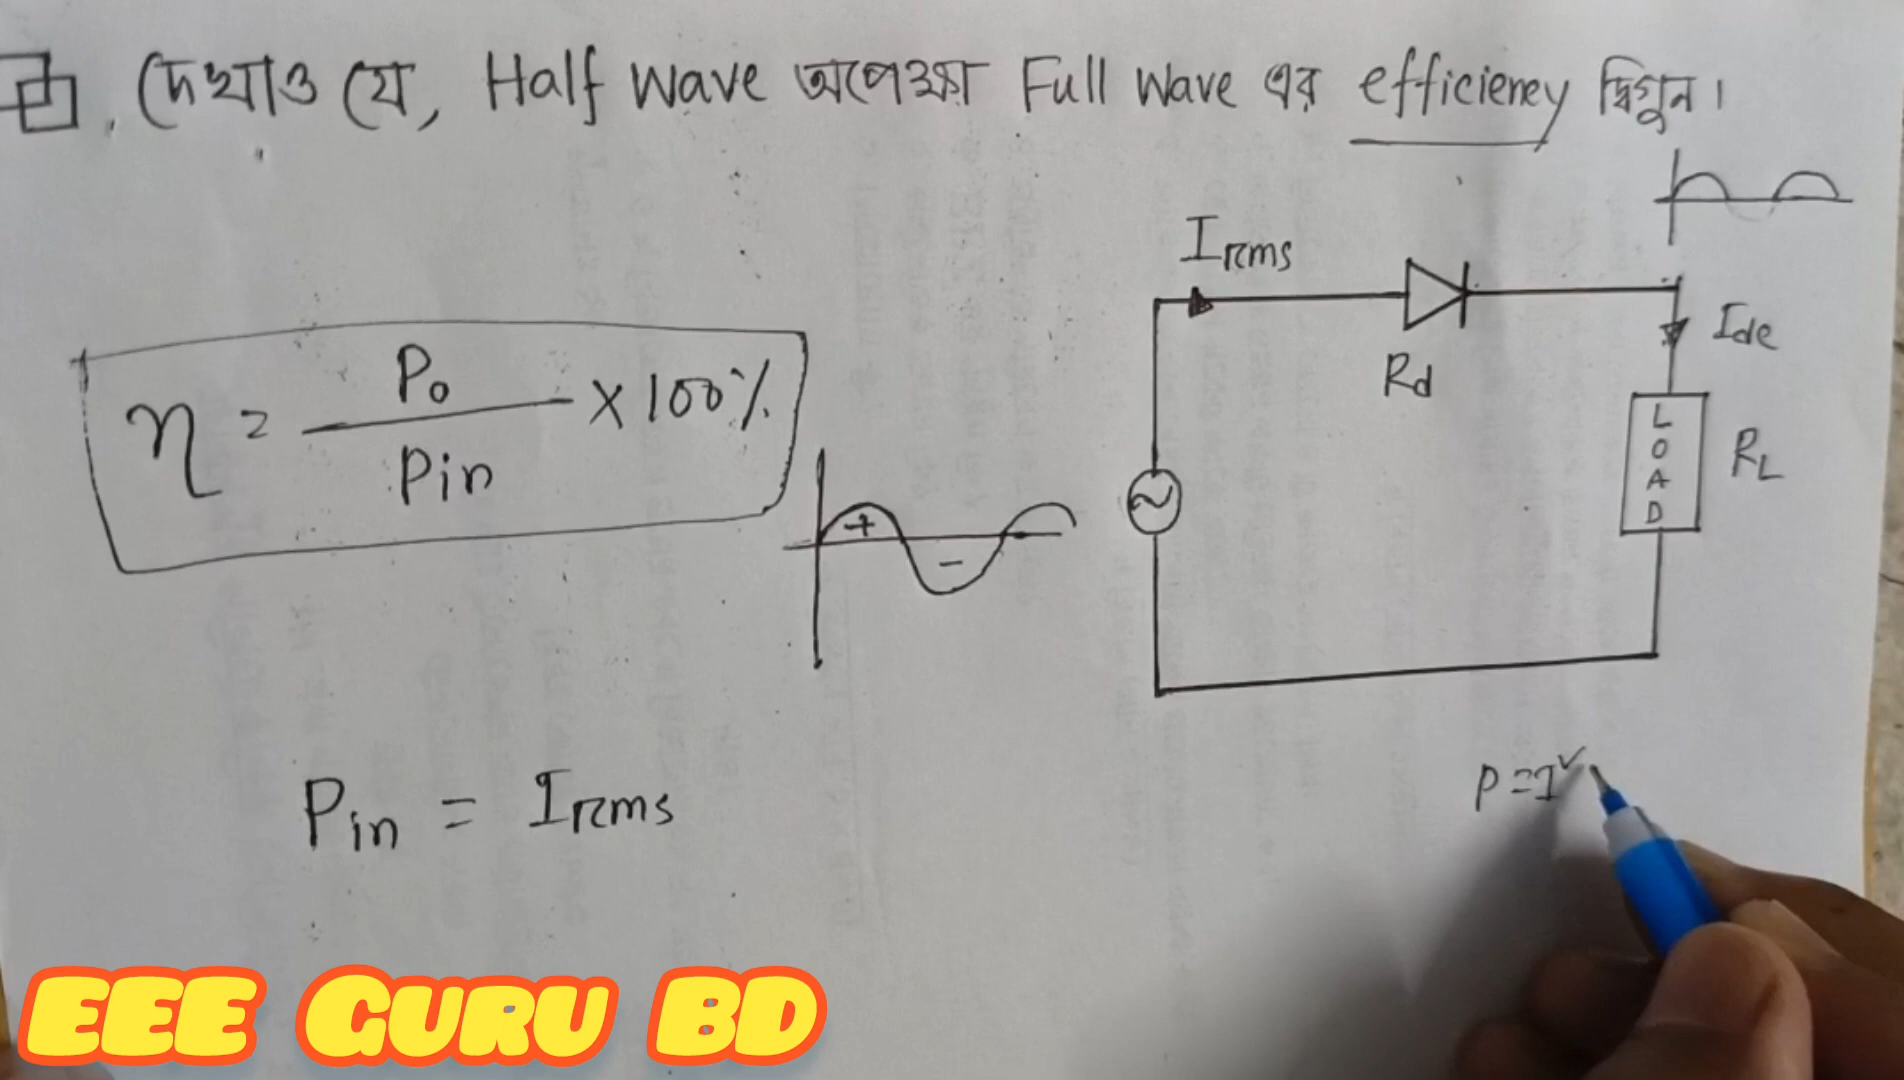 দেখাও যে, Half wave অপেক্ষা Full wave এর efficiency দ্বিগুন।
η = Po / Pin × 100%
+
-
Irms
Rd
Idc
LOAD
RL
Pin = Irms
P = I²
EEE GURU BD